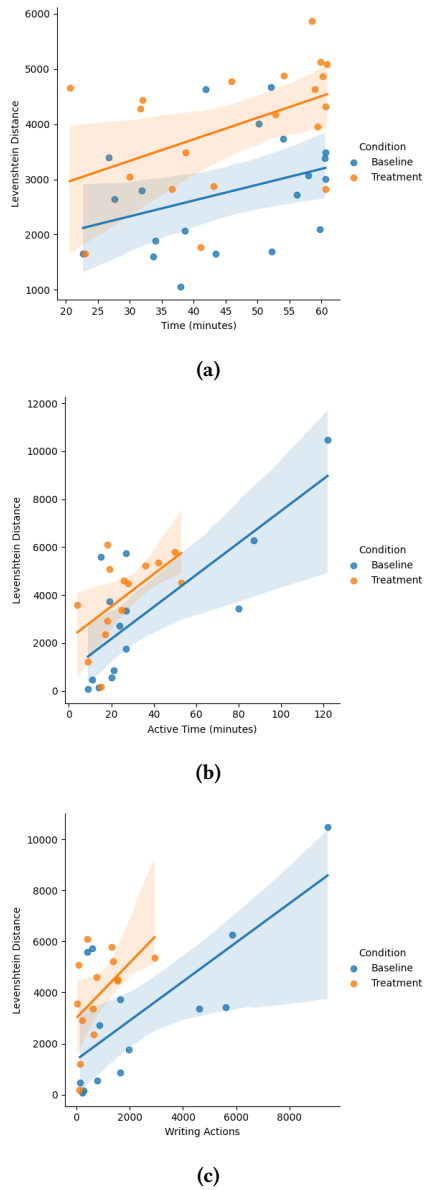 6000
5000
4000
3000
2000
1000
Levenshtein Distance
20 25 30 35 40 45 50 55 60
Time (minutes)
Condition
Baseline
Treatment
(a)
12000
10000
8000
6000
4000
2000
0
Levenshtein Distance
0 20 40 60 80 100 120
Active Time (minutes)
Condition
Baseline
Treatment
(b)
10000
8000
6000
4000
2000
0
Levenshtein Distance
0 2000 4000 6000 8000
Writing Actions
Condition
Baseline
Treatment
(c)